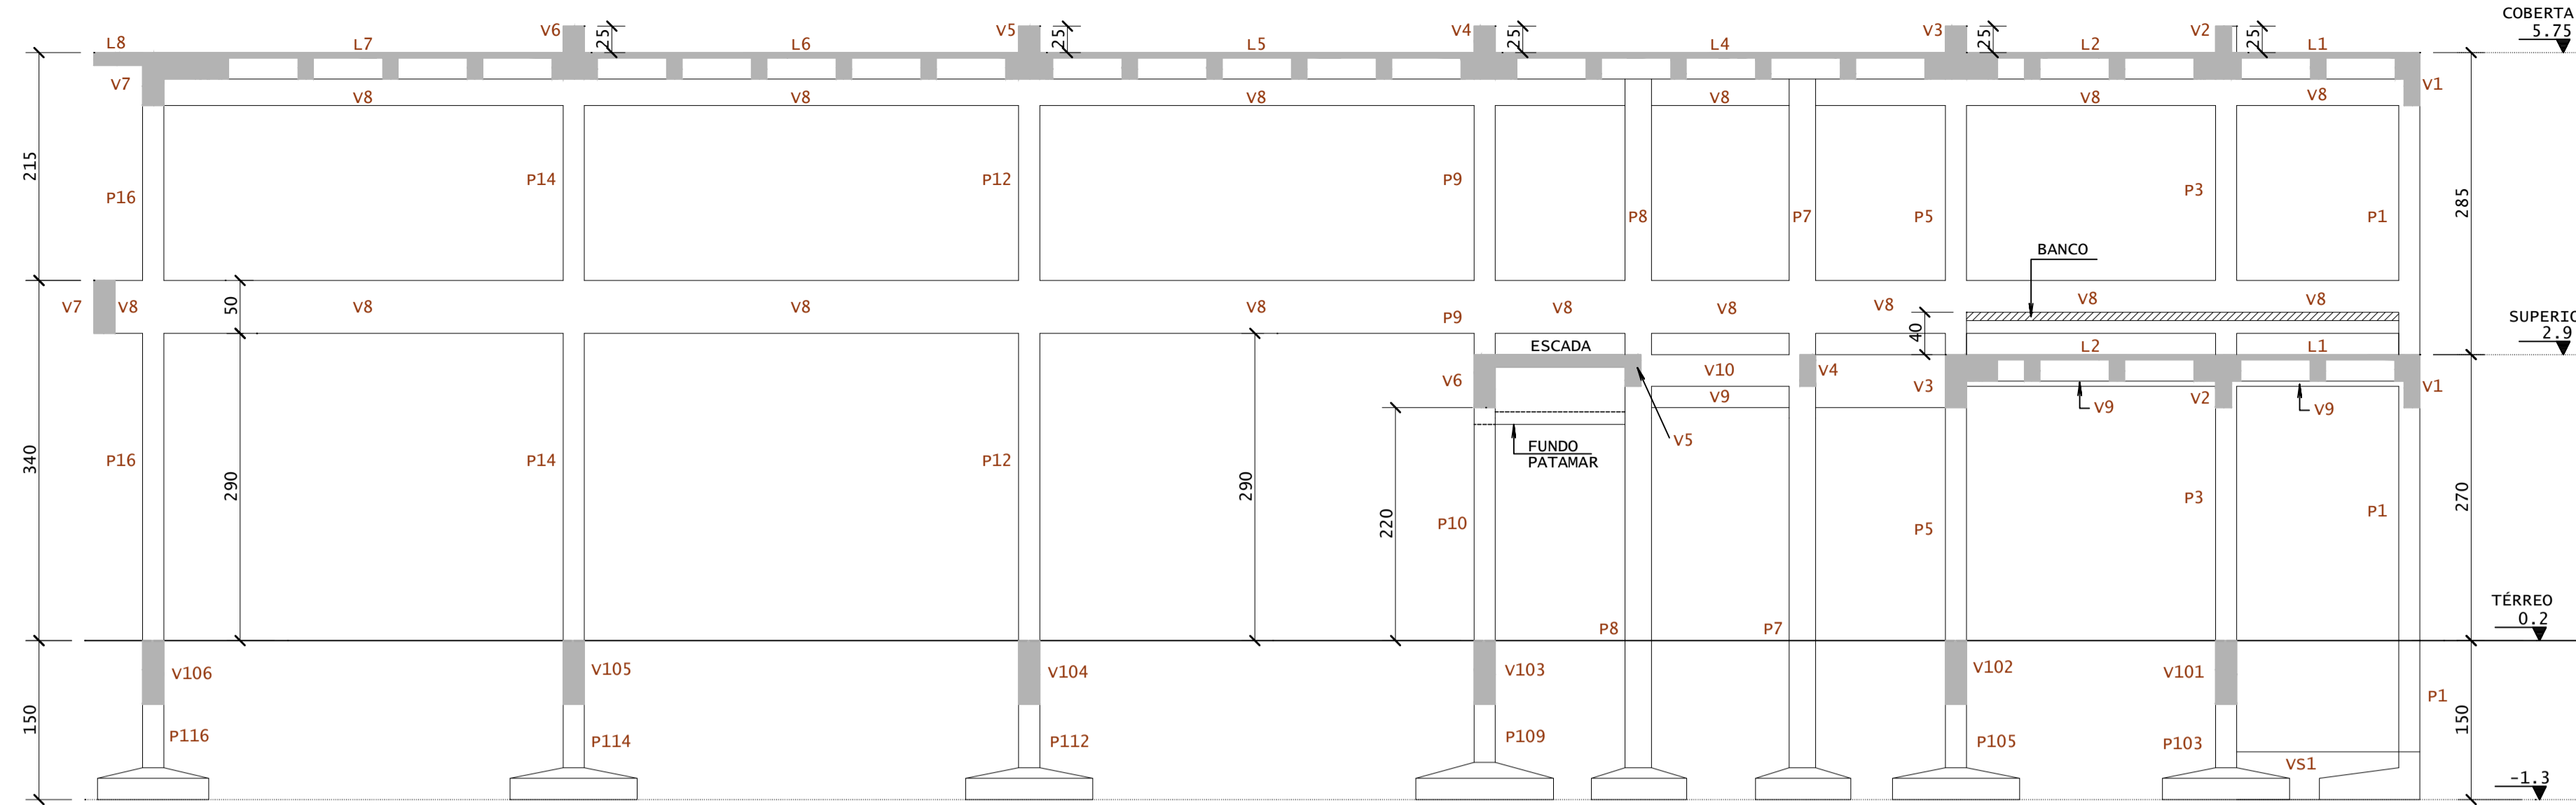 COBERTA
5.75
V6
25
V5
25
V4
25
V3
25
V2
25
L8
L7
L6
L5
L4
L2
L1
V7
V1
V8
V8
V8
V8
V8
V8
215
P16
P14
P12
P9
P8
P7
P5
P3
P1
285
BANCO
V7
V8
V8
50
V8
V8
P9
V8
V8
V8
V8
V8
40
SUPERIO
2.9
ESCADA
L2
L1
V6
V10
V4
V3
V9
V9
V2
V9
V1
FUNDO
PATAMAR
V5
340
P16
290
P14
P12
290
220
P10
P5
P3
P1
270
P8
P7
TÉRREO
0.2
V106
V105
V104
V103
V102
V101
150
P116
P114
P112
P109
P105
P103
P1
150
VS1
-1.3